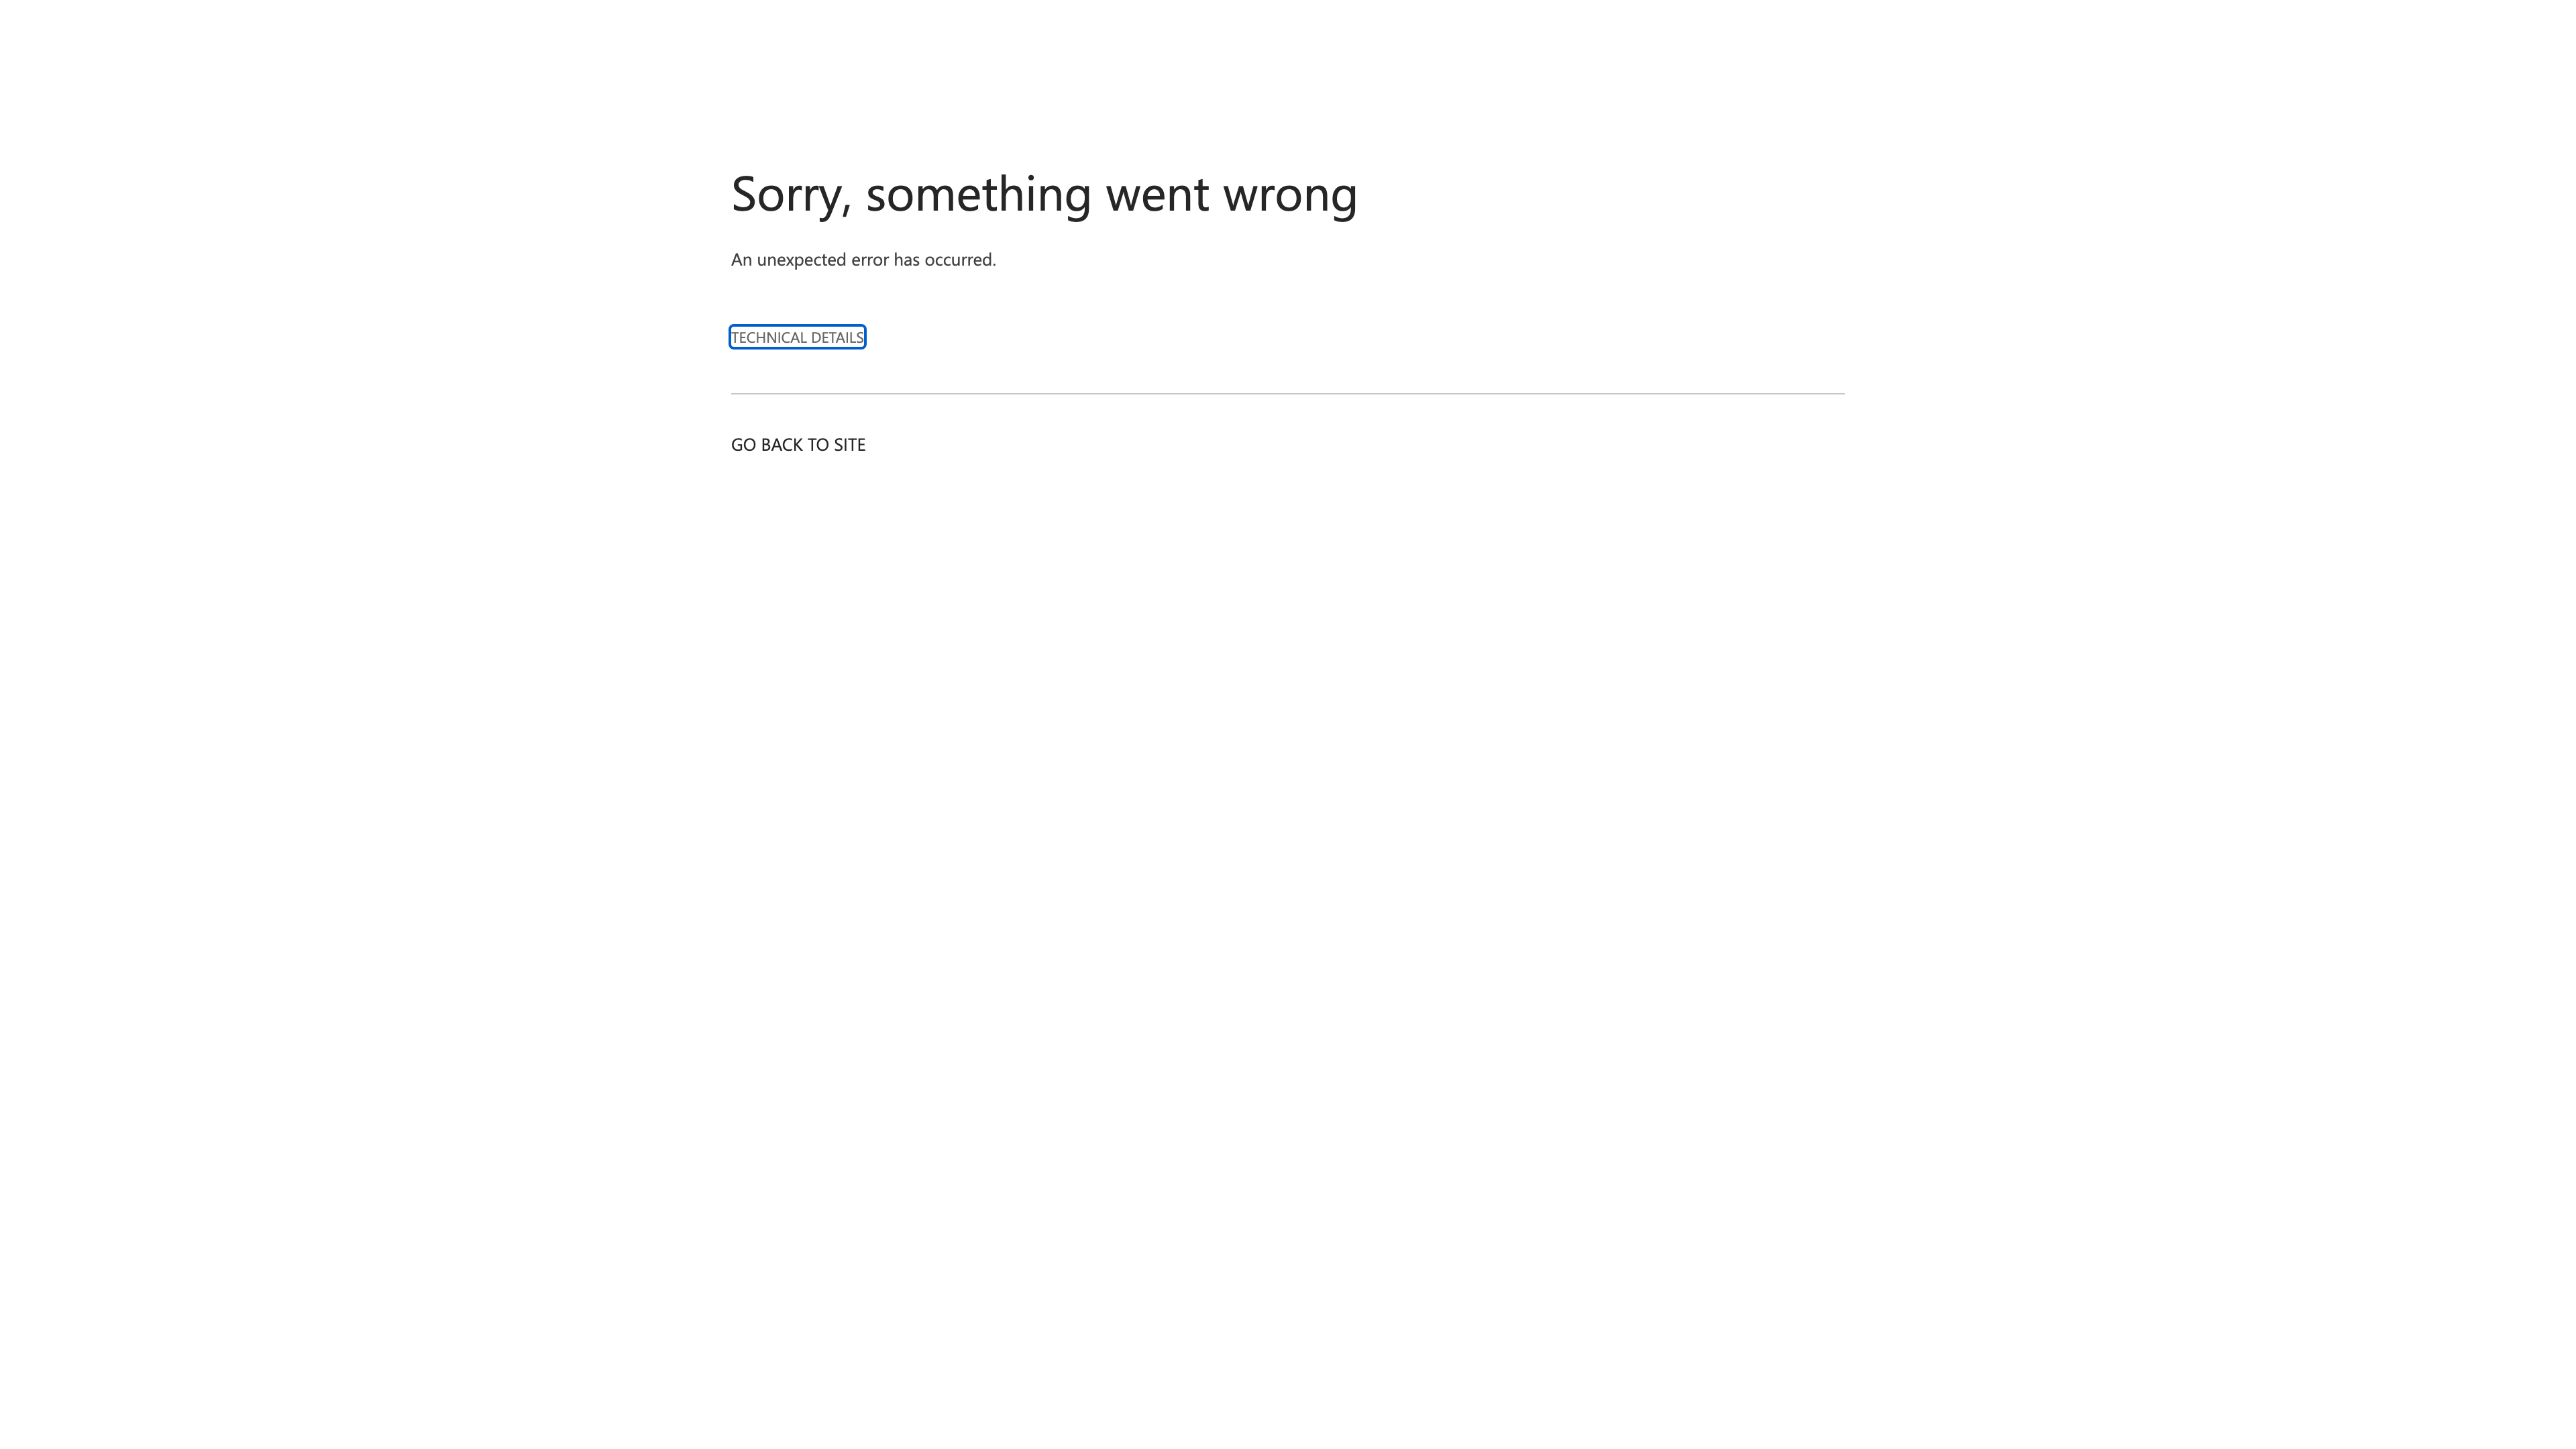 Sorry, something went wrong
An unexpected error has occurred.
TECHNICAL DETAILS
GO BACK TO SITE